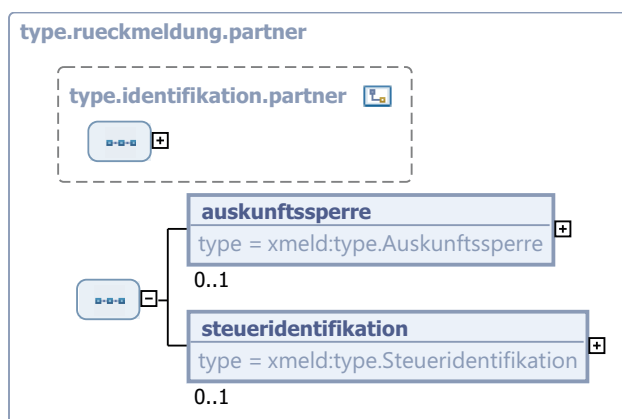 type.rueckmeldung.partner
type.identifikation.partner
auskunftssperre
type = xmeld:type.Auskunftssperre
0..1
steueridentifikation
type = xmeld:type.Steueridentifikation
0..1